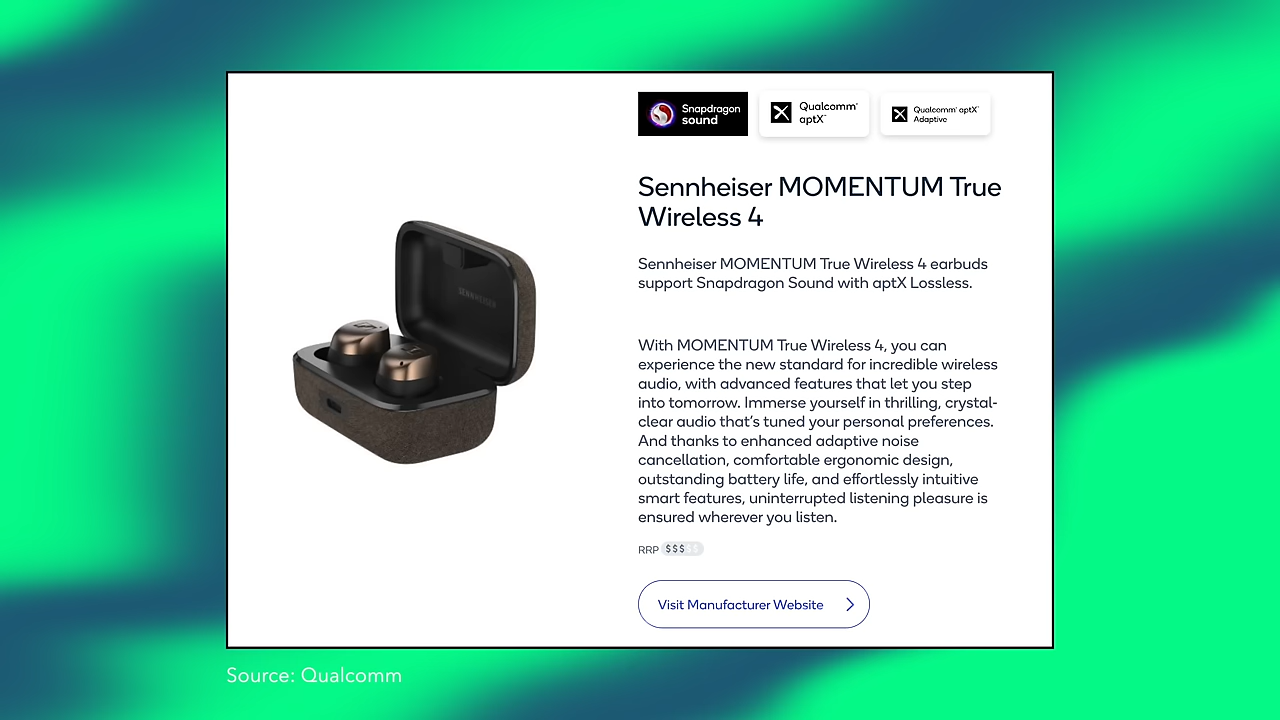 Snapdragon
sound
Qualcomm®
aptX™
Qualcomm® aptX™
Adaptive
Sennheiser MOMENTUM True
Wireless 4
Sennheiser MOMENTUM True Wireless 4 earbuds
support Snapdragon Sound with aptX Lossless.
With MOMENTUM True Wireless 4, you can
experience the new standard for incredible wireless
audio, with advanced features that let you step
into tomorrow. Immerse yourself in thrilling, crystal-
clear audio that’s tuned your personal preferences.
And thanks to enhanced adaptive noise
cancellation, comfortable ergonomic design,
outstanding battery life, and effortlessly intuitive
smart features, uninterrupted listening pleasure is
ensured wherever you listen.
RRP $$$$$
Visit Manufacturer Website
SENNHEISER
Source: Qualcomm